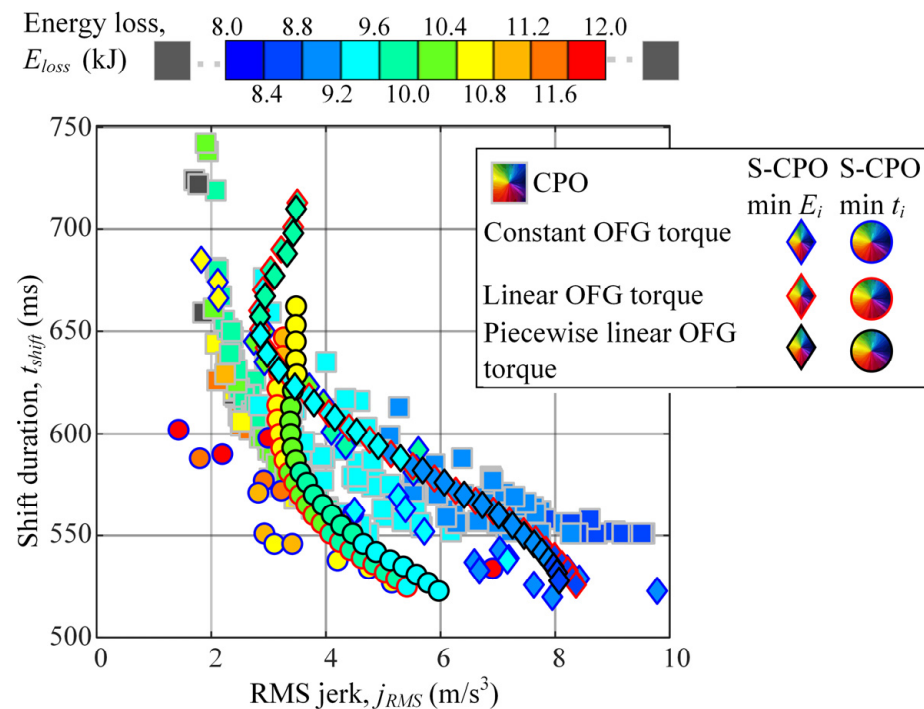 Energy loss,
E_loss (kJ)
8.0 8.8 9.6 10.4 11.2 12.0
8.4 9.2 10.0 10.8 11.6
750
700
650
600
550
500
Shift duration, t_shift (ms)
0 2 4 6 8 10
RMS jerk, j_RMS (m/s³)
CPO
S-CPO S-CPO
min E_i min t_i
Constant OFG torque
Linear OFG torque
Piecewise linear OFG
torque